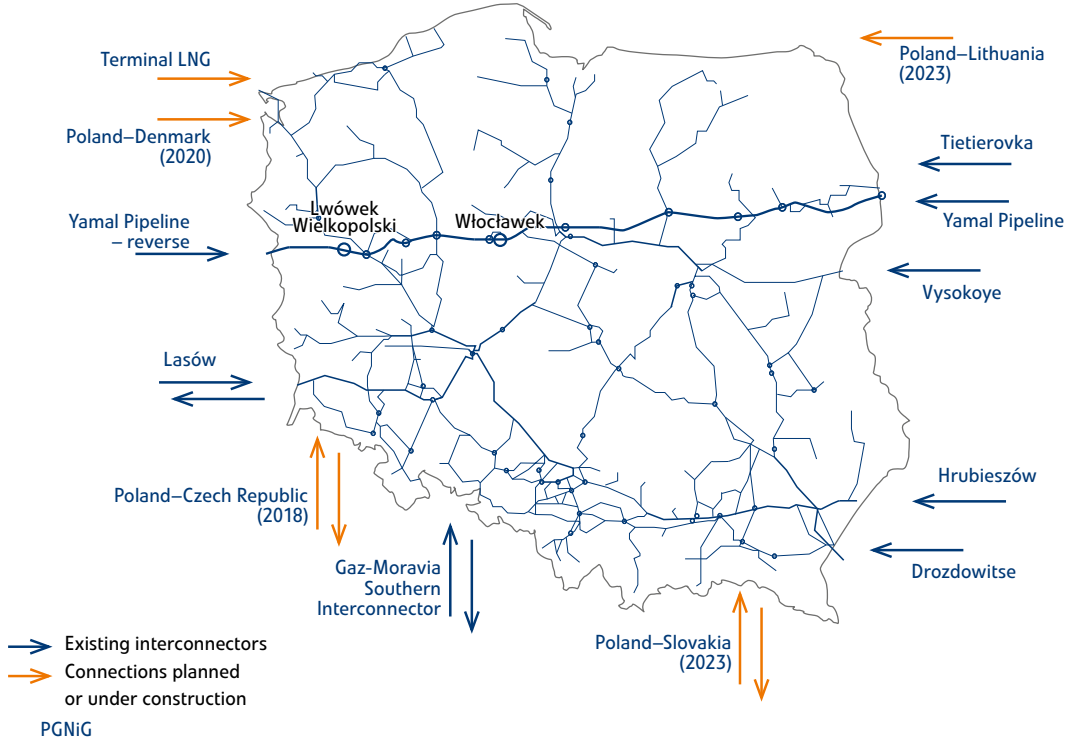 Terminal LNG
Poland–Lithuania
(2023)
Poland–Denmark
(2020)
Tietierovka
Lwówek
Wielkopolski
Włocławek
Yamal Pipeline
– reverse
Yamal Pipeline
Vysokoye
Lasów
Hrubieszów
Poland–Czech Republic
(2018)
Gaz-Moravia
Southern
Interconnector
Drozdowitse
Poland–Slovakia
(2023)
Existing interconnectors
Connections planned
or under construction
PGNiG